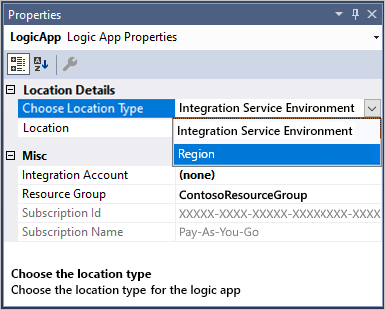 Properties
LogicApp Logic App Properties
Location Details
Choose Location Type Integration Service Environment
Integration Service Environment
Location
Region
Misc
Integration Account (none)
Resource Group ContosoResourceGroup
Subscription Id XXXXX-XXXX-XXXXX-XXXXXXXX-XXXX
Subscription Name Pay-As-You-Go
Choose the location type
Choose the location type for the logic app